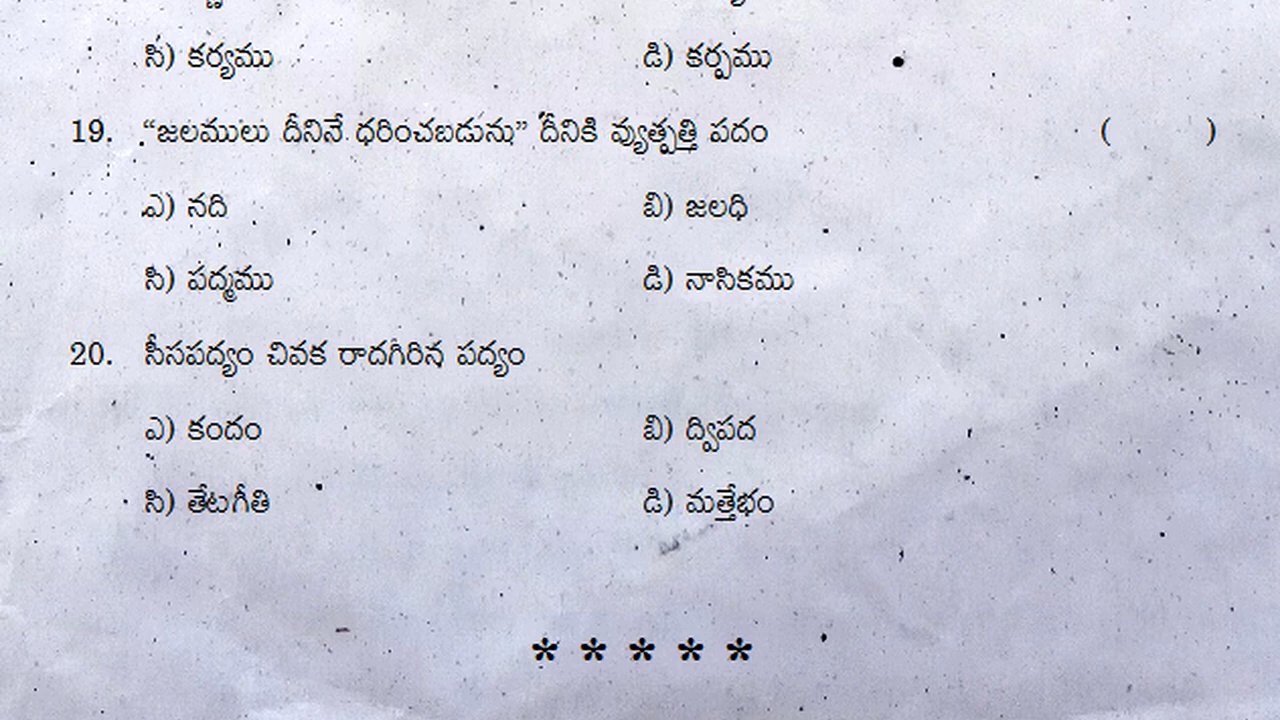 సి) కర్యము డి) కర్పము
19. “జలములు దీనినే ధరించబడును” దీనికి వ్యుత్పత్తి పదం ( )
ఎ) నది బి) జలధి
సి) పద్మము డి) నాసికము
20. సీసపద్యం చివక రాదగిరిన పద్యం
ఎ) కందం బి) ద్విపద
సి) తేటగీతి డి) మత్తేభం
* * * * *